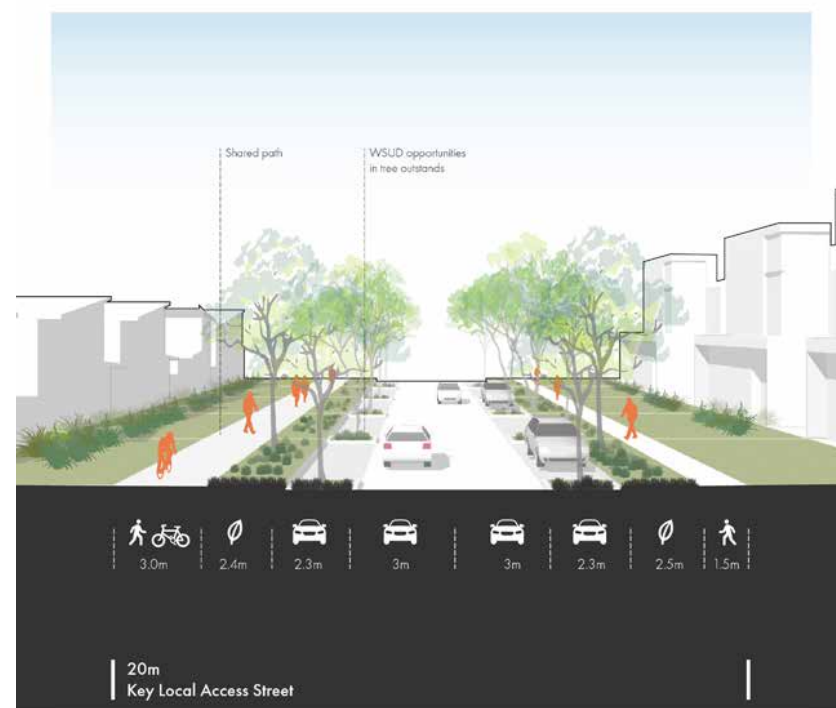 Shared path
WSUD opportunities
in tree outstands
3.0m
2.4m
2.3m
3m
3m
2.3m
2.5m
1.5m
20m
Key Local Access Street